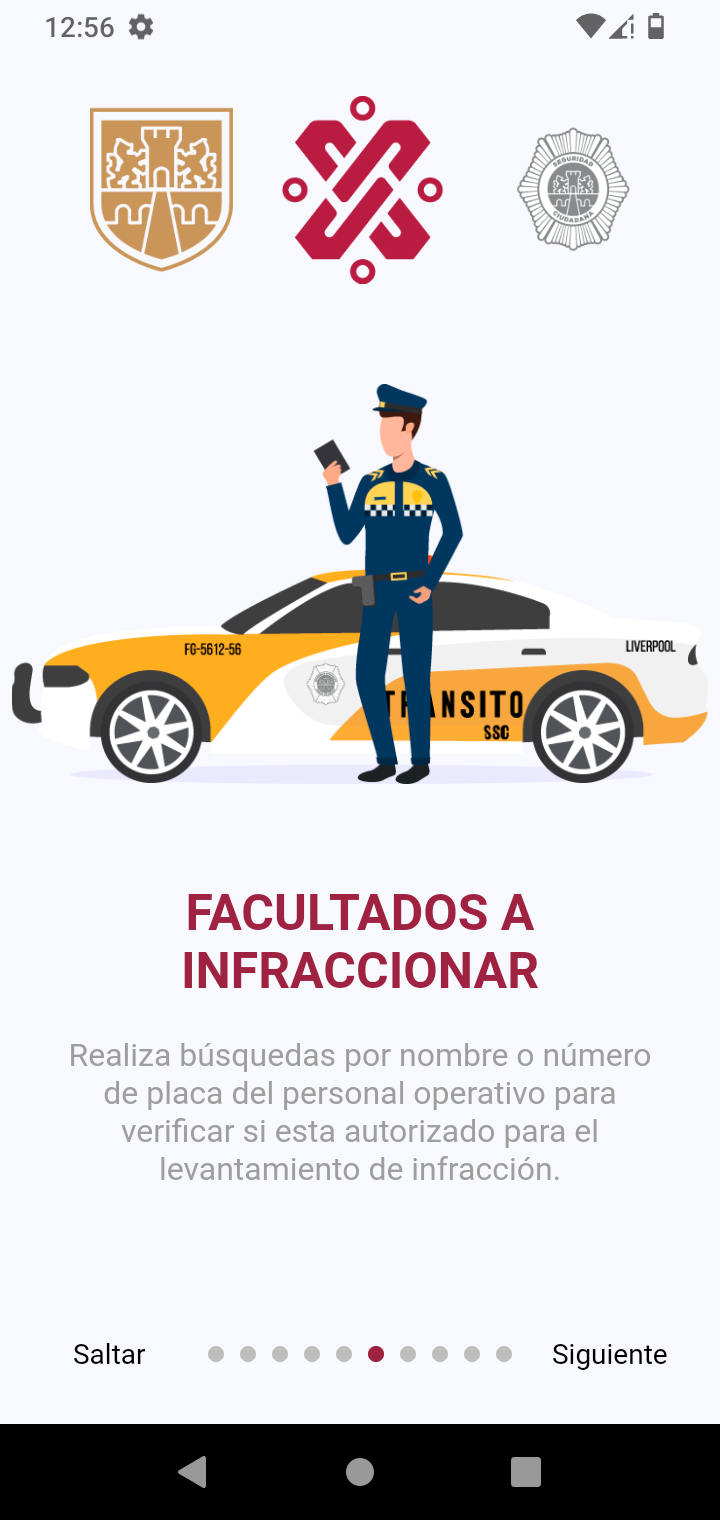 12:56
SEGURIDAD
CIUDADANA
FG-5612-56
LIVERPOOL
TRANSITO
SSC
FACULTADOS A
INFRACCIONAR
Realiza búsquedas por nombre o número
de placa del personal operativo para
verificar si esta autorizado para el
levantamiento de infracción.
Saltar
Siguiente